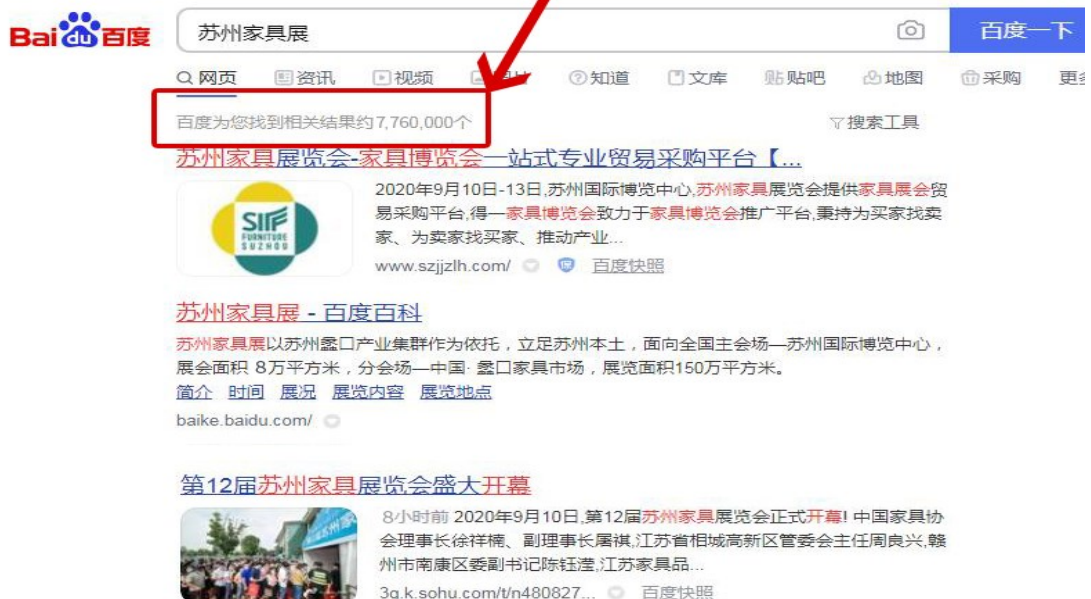 Bai du 百度
苏州家具展
百度一下
网页 资讯 视频 知道 文库 贴吧 地图 采购 更多
百度为您找到相关结果约7,760,000个
搜索工具
苏州家具展览会-家具博览会一站式专业贸易采购平台【...
SIFF
FURNITURE
SUZHOU
2020年9月10日-13日,苏州国际博览中心,苏州家具展览会提供家具展会贸
易采购平台,得一家具博览会致力于家具博览会推广平台,秉持为买家找卖
家、为卖家找买家、推动产业...
www.szjjzlh.com/ 保 百度快照
苏州家具展 - 百度百科
苏州家具展以苏州蠡口产业集群作为依托，立足苏州本土，面向全国主会场—苏州国际博览中心，
展会面积 8万平方米，分会场—中国· 蠡口家具市场，展览面积150万平方米。
简介 时间 展况 展览内容 展览地点
baike.baidu.com/
第12届苏州家具展览会盛大开幕
8小时前 2020年9月10日,第12届苏州家具展览会正式开幕! 中国家具协
会理事长徐祥楠、副理事长屠祺,江苏省相城高新区管委会主任周良兴,赣
州市南康区委副书记陈钰滢,江苏家具品...
3g.k.sohu.com/t/n480827... 百度快照